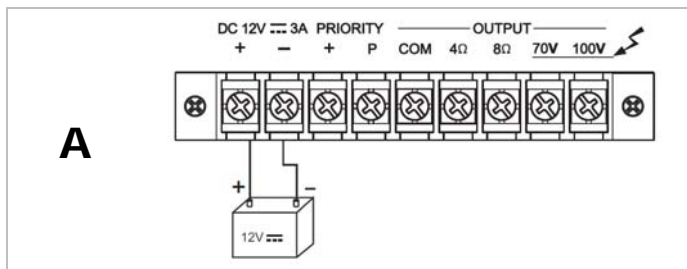 DC 12V ⎓ 3A PRIORITY OUTPUT
+ − + P COM 4Ω 8Ω 70V 100V
A
+ −
12V ⎓